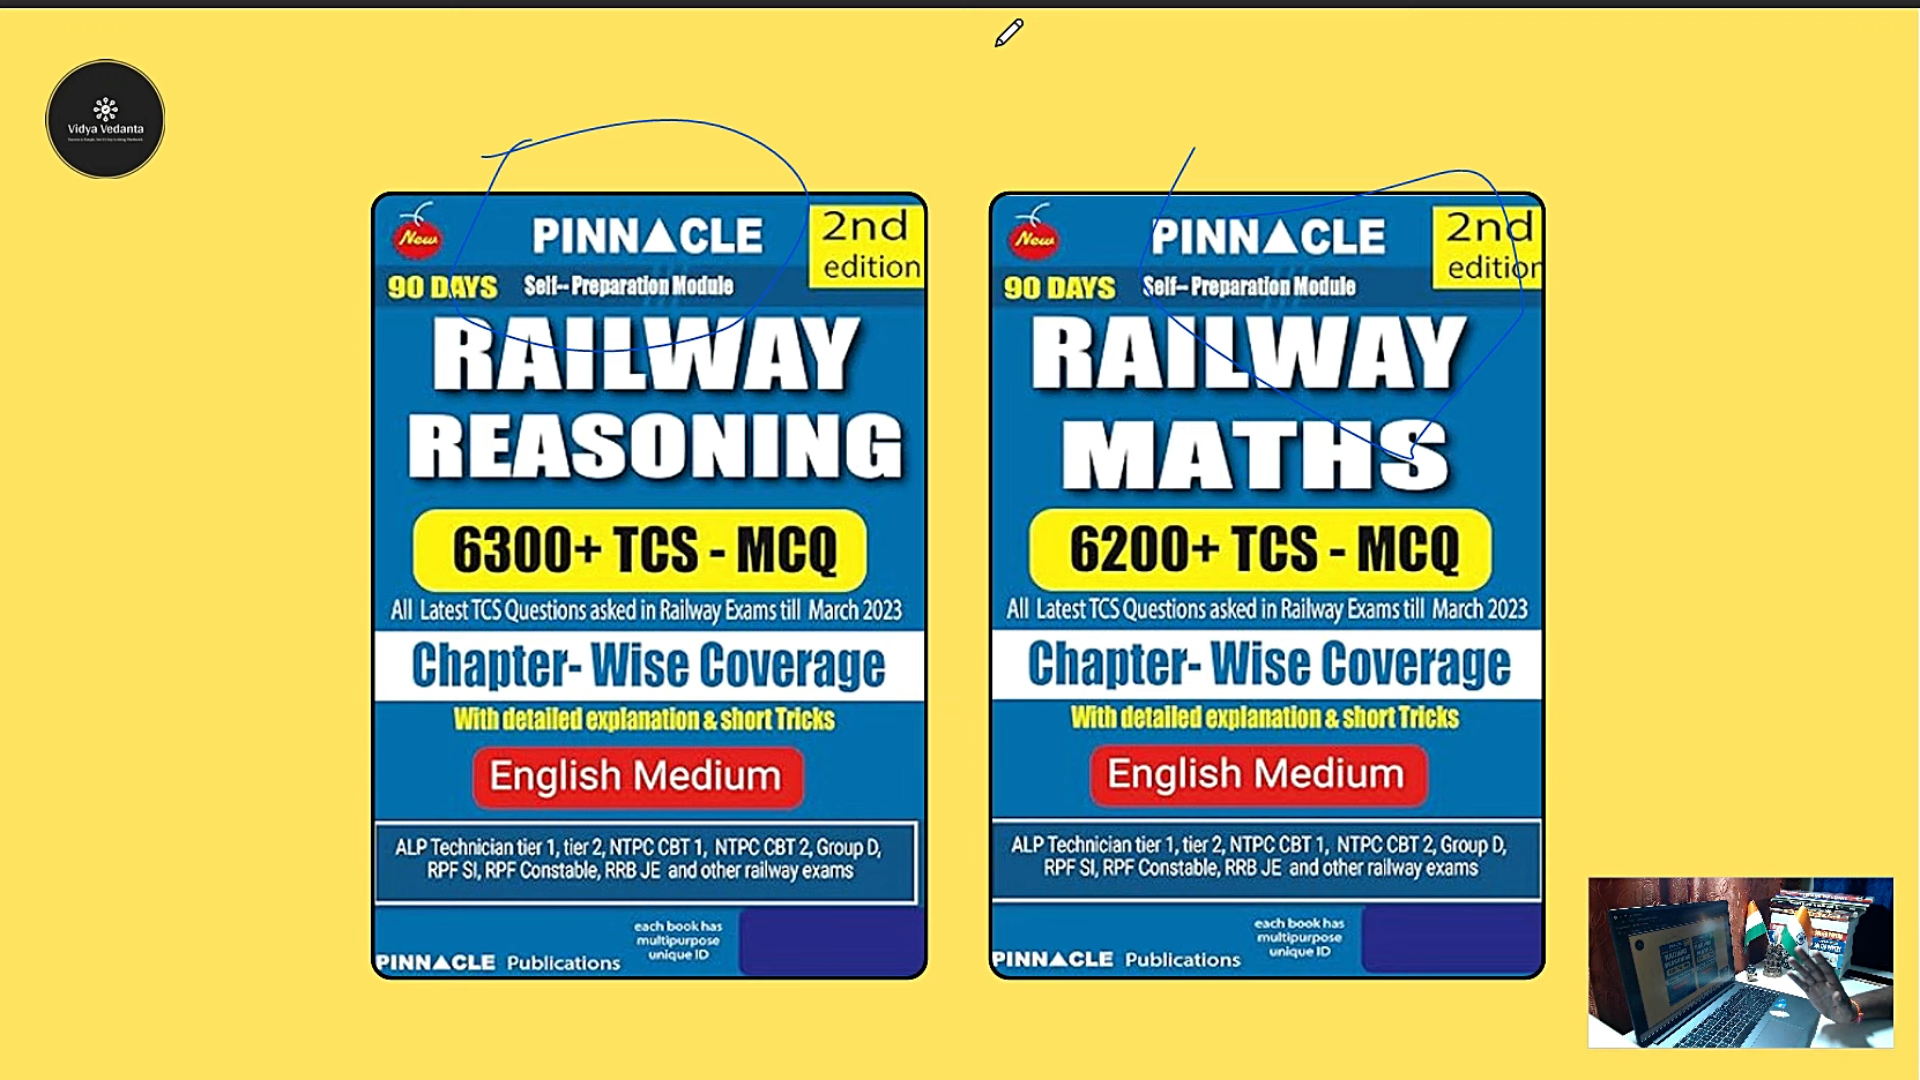 Vidya Vedanta
New
PINNACLE
2nd
edition
90 DAYS
Self--Preparation Module
RAILWAY
REASONING
6300+ TCS - MCQ
All Latest TCS Questions asked in Railway Exams till March 2023
Chapter- Wise Coverage
With detailed explanation & short Tricks
English Medium
ALP Technician tier 1, tier 2, NTPC CBT 1, NTPC CBT 2, Group D,
RPF SI, RPF Constable, RRB JE and other railway exams
each book has
multipurpose
unique ID
PINNACLE Publications
New
PINNACLE
2nd
edition
90 DAYS
Self--Preparation Module
RAILWAY
MATHS
6200+ TCS - MCQ
All Latest TCS Questions asked in Railway Exams till March 2023
Chapter- Wise Coverage
With detailed explanation & short Tricks
English Medium
ALP Technician tier 1, tier 2, NTPC CBT 1, NTPC CBT 2, Group D,
RPF SI, RPF Constable, RRB JE and other railway exams
each book has
multipurpose
unique ID
PINNACLE Publications